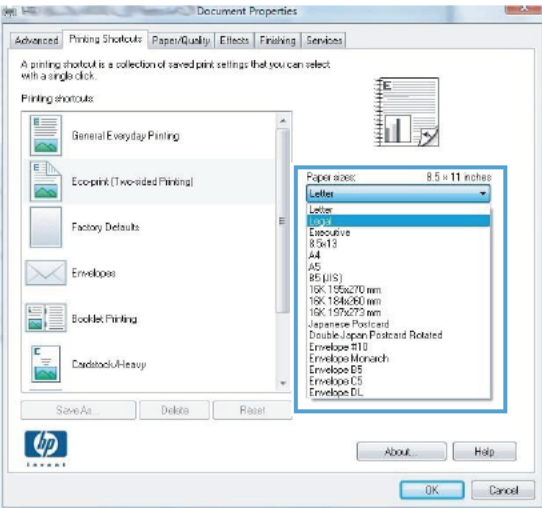 Document Properties
Advanced Printing Shortcuts Paper/Quality Effects Finishing Services
A printing shortcut is a collection of saved print settings that you can select
with a single click.
Printing shortcuts:
General Everyday Printing
Eco-print (Two-sided Printing)
Factory Defaults
Envelopes
Booklet Printing
Cardstock/Heavy
Paper sizes: 8.5 × 11 inches
Letter
Letter
Legal
Executive
8.5x13
A4
A5
B5 (JIS)
16K 195x270 mm
16K 184x260 mm
16K 197x273 mm
Japanese Postcard
Double Japan Postcard Rotated
Envelope #10
Envelope Monarch
Envelope B5
Envelope C5
Envelope DL
Save As... Delete Reset
hp
invent
About... Help
OK Cancel